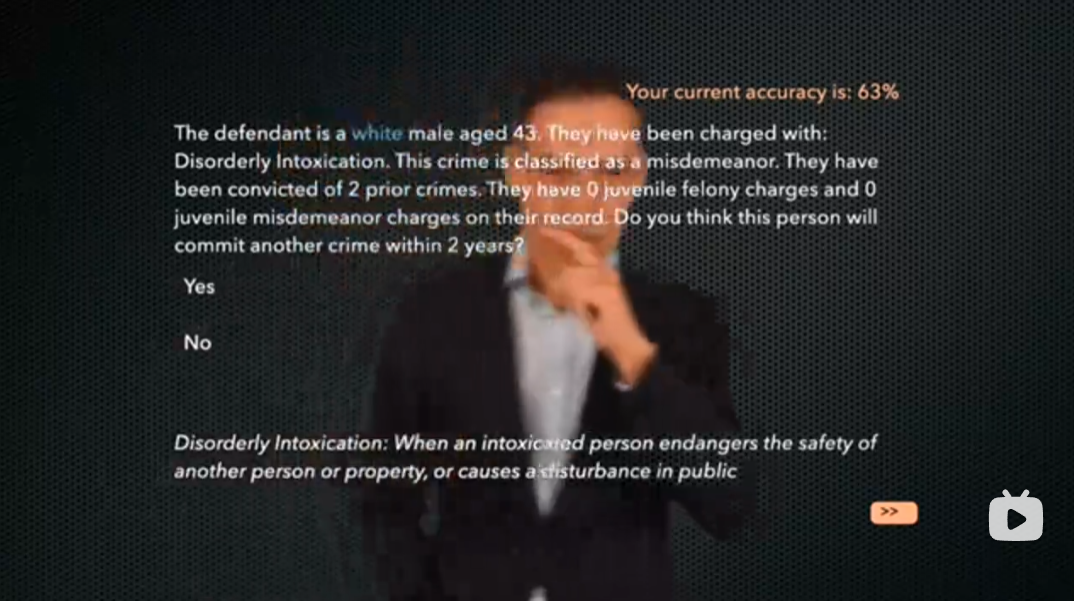 Your current accuracy is: 63%
The defendant is a white male aged 43. They have been charged with:
Disorderly Intoxication. This crime is classified as a misdemeanor. They have
been convicted of 2 prior crimes. They have 0 juvenile felony charges and 0
juvenile misdemeanor charges on their record. Do you think this person will
commit another crime within 2 years?
Yes
No
Disorderly Intoxication: When an intoxicated person endangers the safety of
another person or property, or causes a disturbance in public
>>